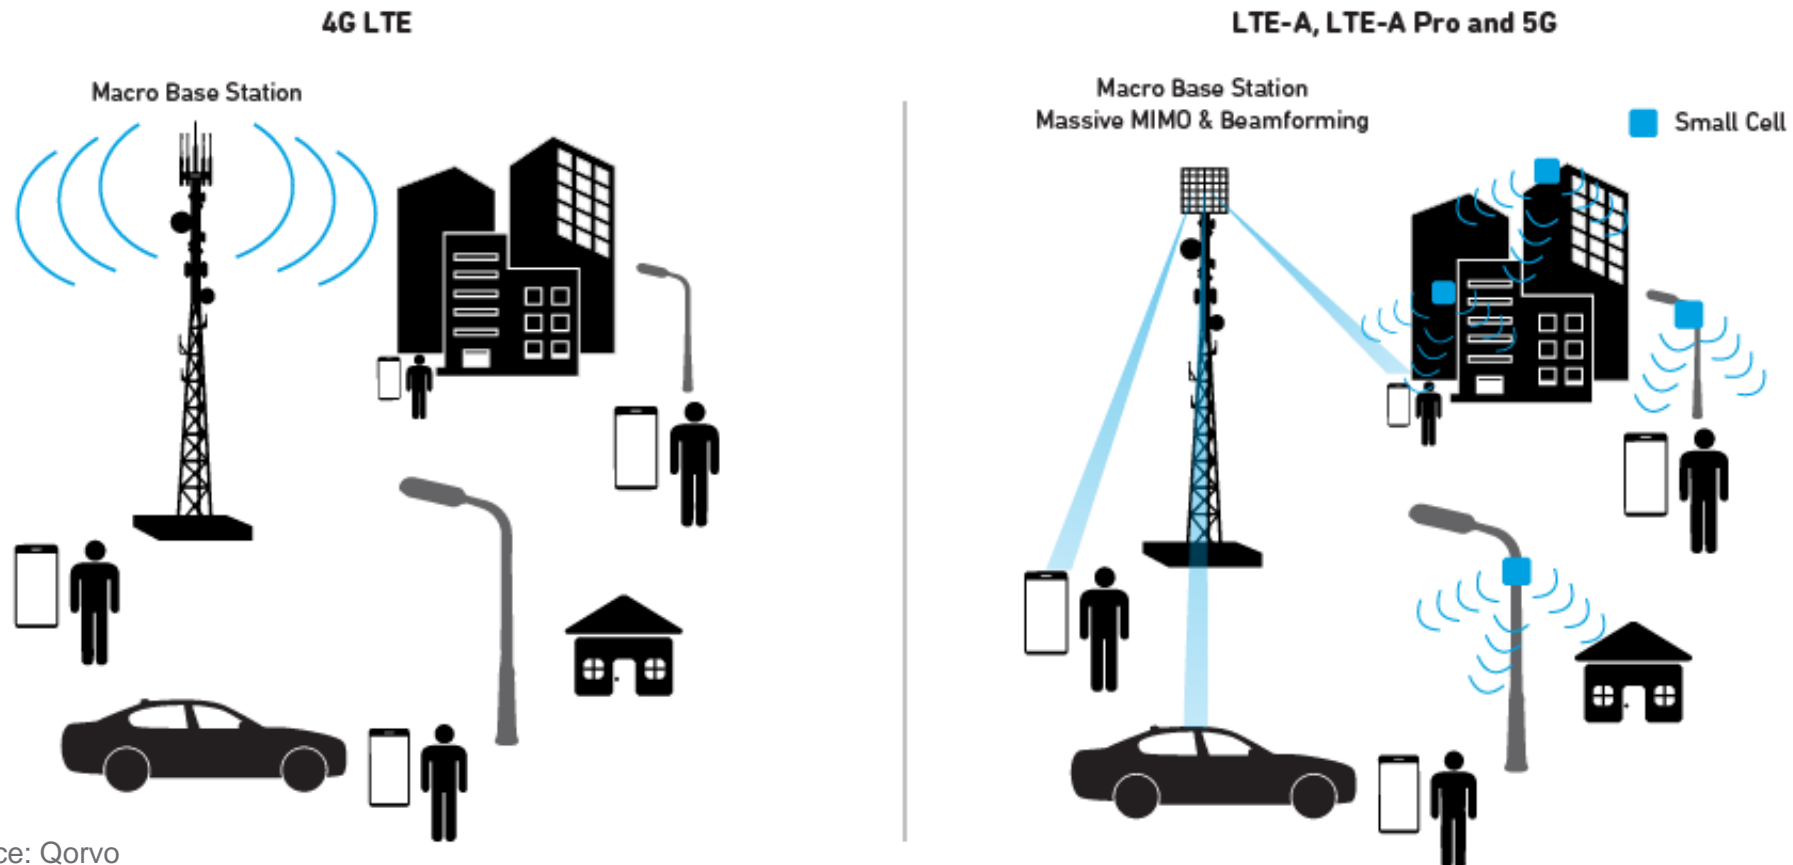 4G LTE
Macro Base Station
LTE-A, LTE-A Pro and 5G
Macro Base Station
Massive MIMO & Beamforming
Small Cell
ce: Qorvo